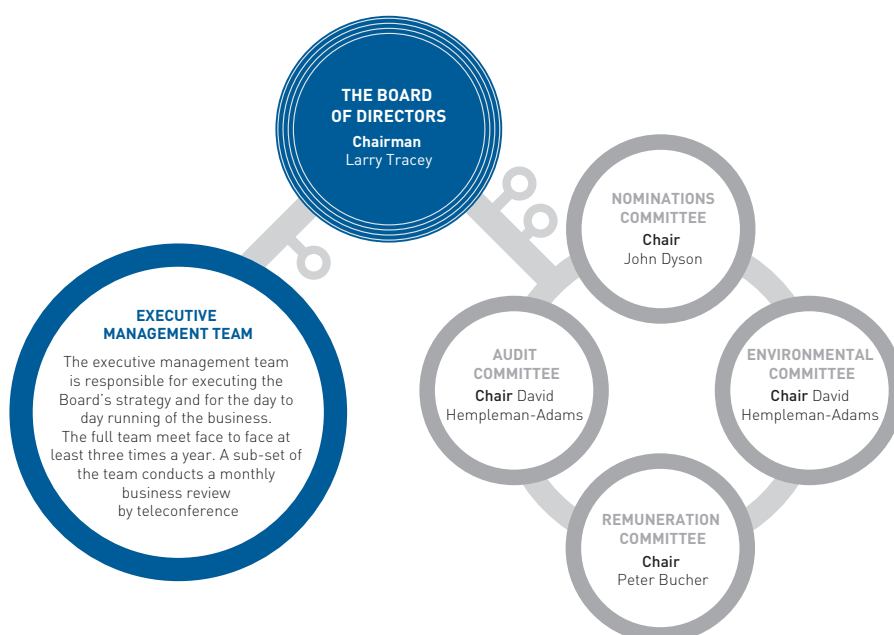 THE BOARD
OF DIRECTORS
Chairman
Larry Tracey
NOMINATIONS
COMMITTEE
Chair
John Dyson
EXECUTIVE
MANAGEMENT TEAM
The executive management team
is responsible for executing the
Board's strategy and for the day to
day running of the business.
The full team meet face to face at
least three times a year. A sub-set of
the team conducts a monthly
business review
by teleconference
AUDIT
COMMITTEE
Chair David
Hempleman-Adams
ENVIRONMENTAL
COMMITTEE
Chair David
Hempleman-Adams
REMUNERATION
COMMITTEE
Chair
Peter Bucher